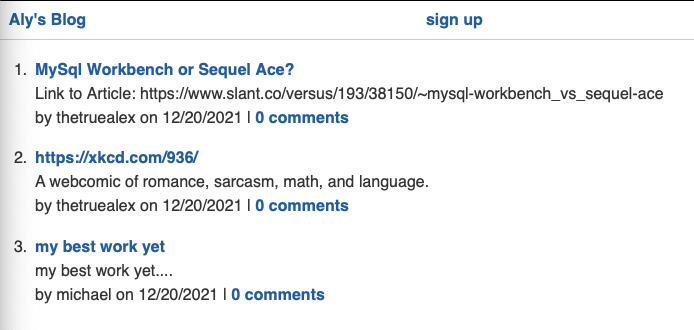 Aly's Blog sign up
1. MySql Workbench or Sequel Ace?
Link to Article: https://www.slant.co/versus/193/38150/~mysql-workbench_vs_sequel-ace
by thetruealex on 12/20/2021 | 0 comments
2. https://xkcd.com/936/
A webcomic of romance, sarcasm, math, and language.
by thetruealex on 12/20/2021 | 0 comments
3. my best work yet
my best work yet....
by michael on 12/20/2021 | 0 comments